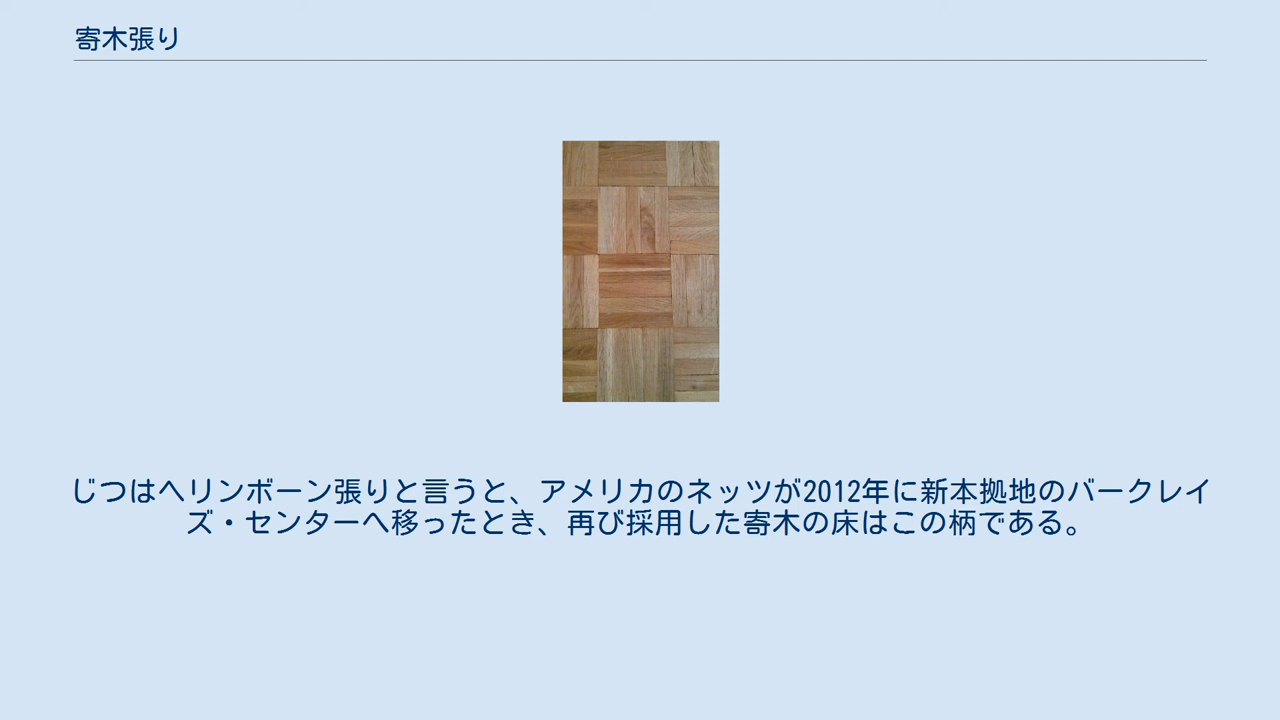 寄木張り
じつはヘリンボーン張りと言うと、アメリカのネッツが2012年に新本拠地のバークレイ
ズ・センターへ移ったとき、再び採用した寄木の床はこの柄である。